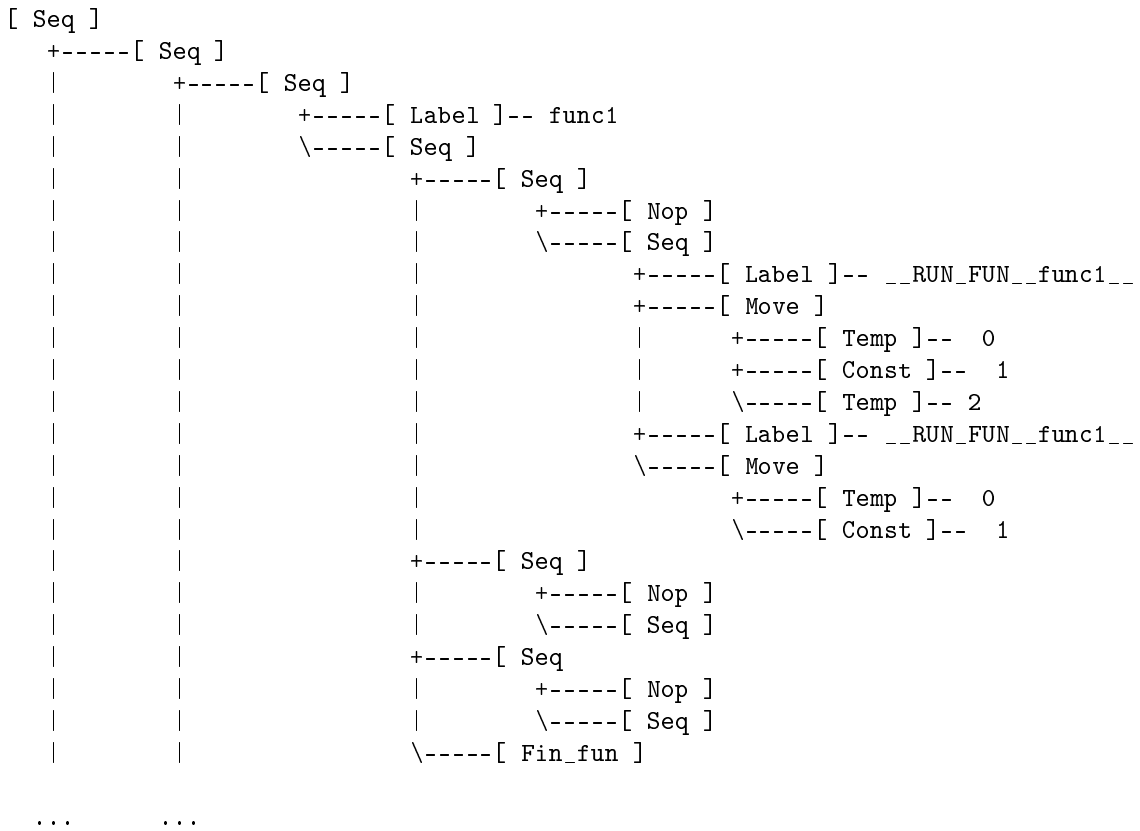 [ Seq ]
   +-----[ Seq ]
   |       +-----[ Seq ]
   |       |       +-----[ Label ]-- func1
   |       |       \-----[ Seq ]
   |       |              +-----[ Seq ]
   |       |              |       +-----[ Nop ]
   |       |              |       \-----[ Seq ]
   |       |              |             +-----[ Label ]-- __RUN_FUN__func1__
   |       |              |             +-----[ Move ]
   |       |              |             |     +-----[ Temp ]--  0
   |       |              |             |     +-----[ Const ]--  1
   |       |              |             |     \-----[ Temp ]-- 2
   |       |              |             +-----[ Label ]-- __RUN_FUN__func1__
   |       |              |             \-----[ Move ]
   |       |              |                   +-----[ Temp ]--  0
   |       |              |                   \-----[ Const ]--  1
   |       |              +-----[ Seq ]
   |       |              |       +-----[ Nop ]
   |       |              |       \-----[ Seq ]
   |       |              +-----[ Seq
   |       |              |       +-----[ Nop ]
   |       |              |       \-----[ Seq ]
   |       |              \-----[ Fin_fun ]
  ...     ...